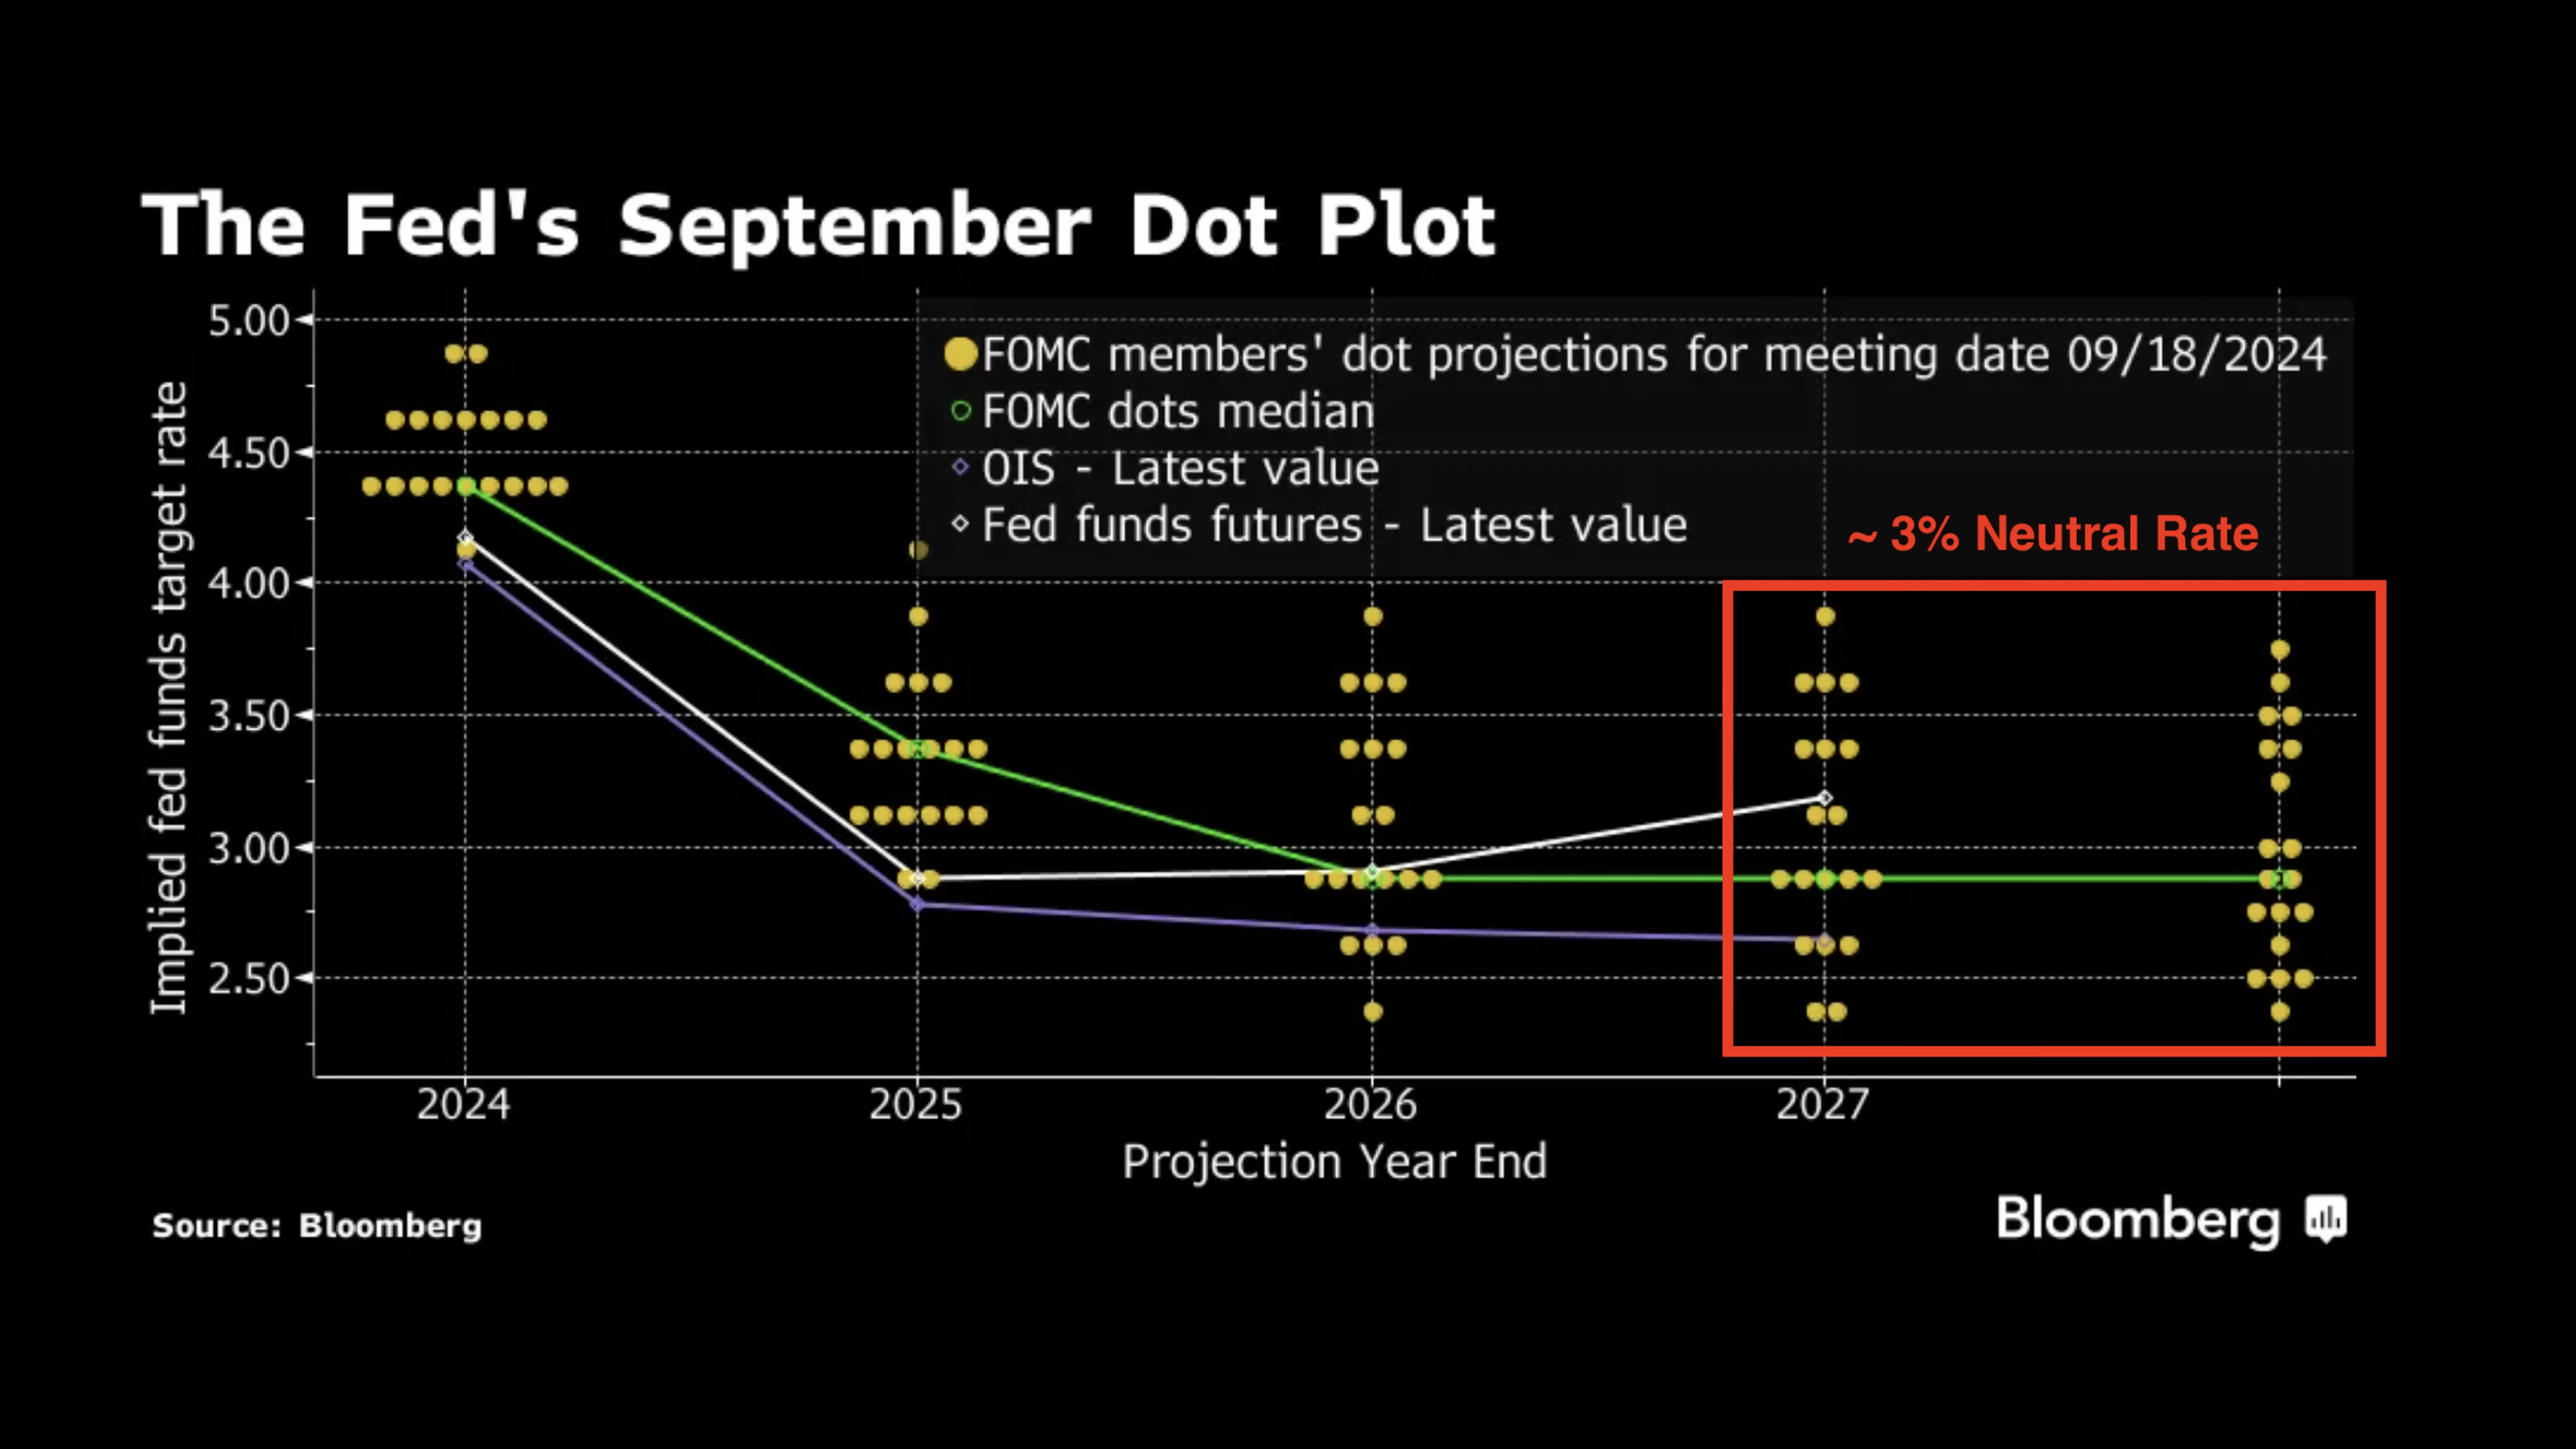 The Fed's September Dot Plot
Implied fed funds target rate
5.00
4.50
4.00
3.50
3.00
2.50
FOMC members' dot projections for meeting date 09/18/2024
FOMC dots median
OIS - Latest value
Fed funds futures - Latest value
~ 3% Neutral Rate
2024
2025
2026
2027
Projection Year End
Source: Bloomberg
Bloomberg